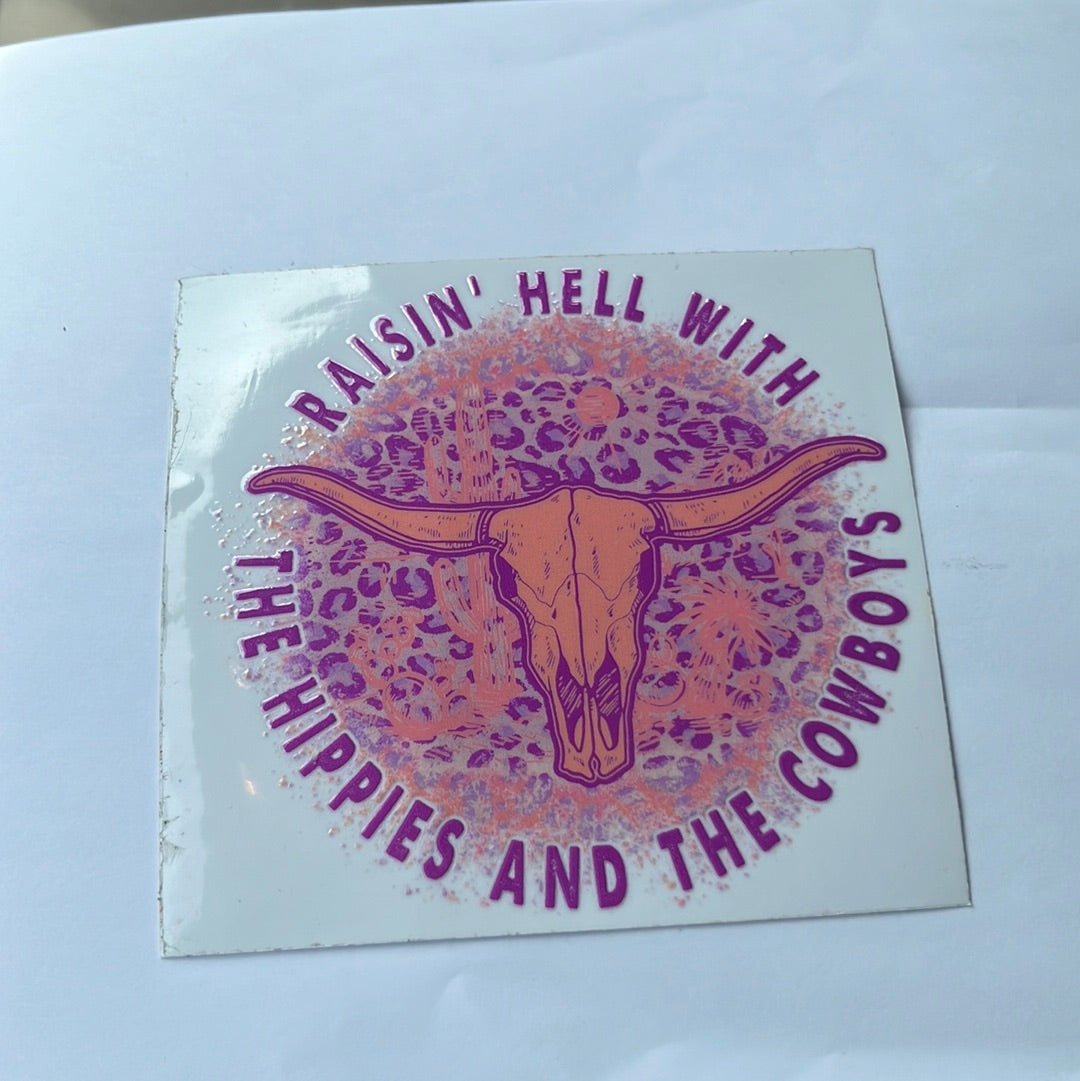 RAISIN' HELL WITH
THE HIPPIES AND THE COWBOYS